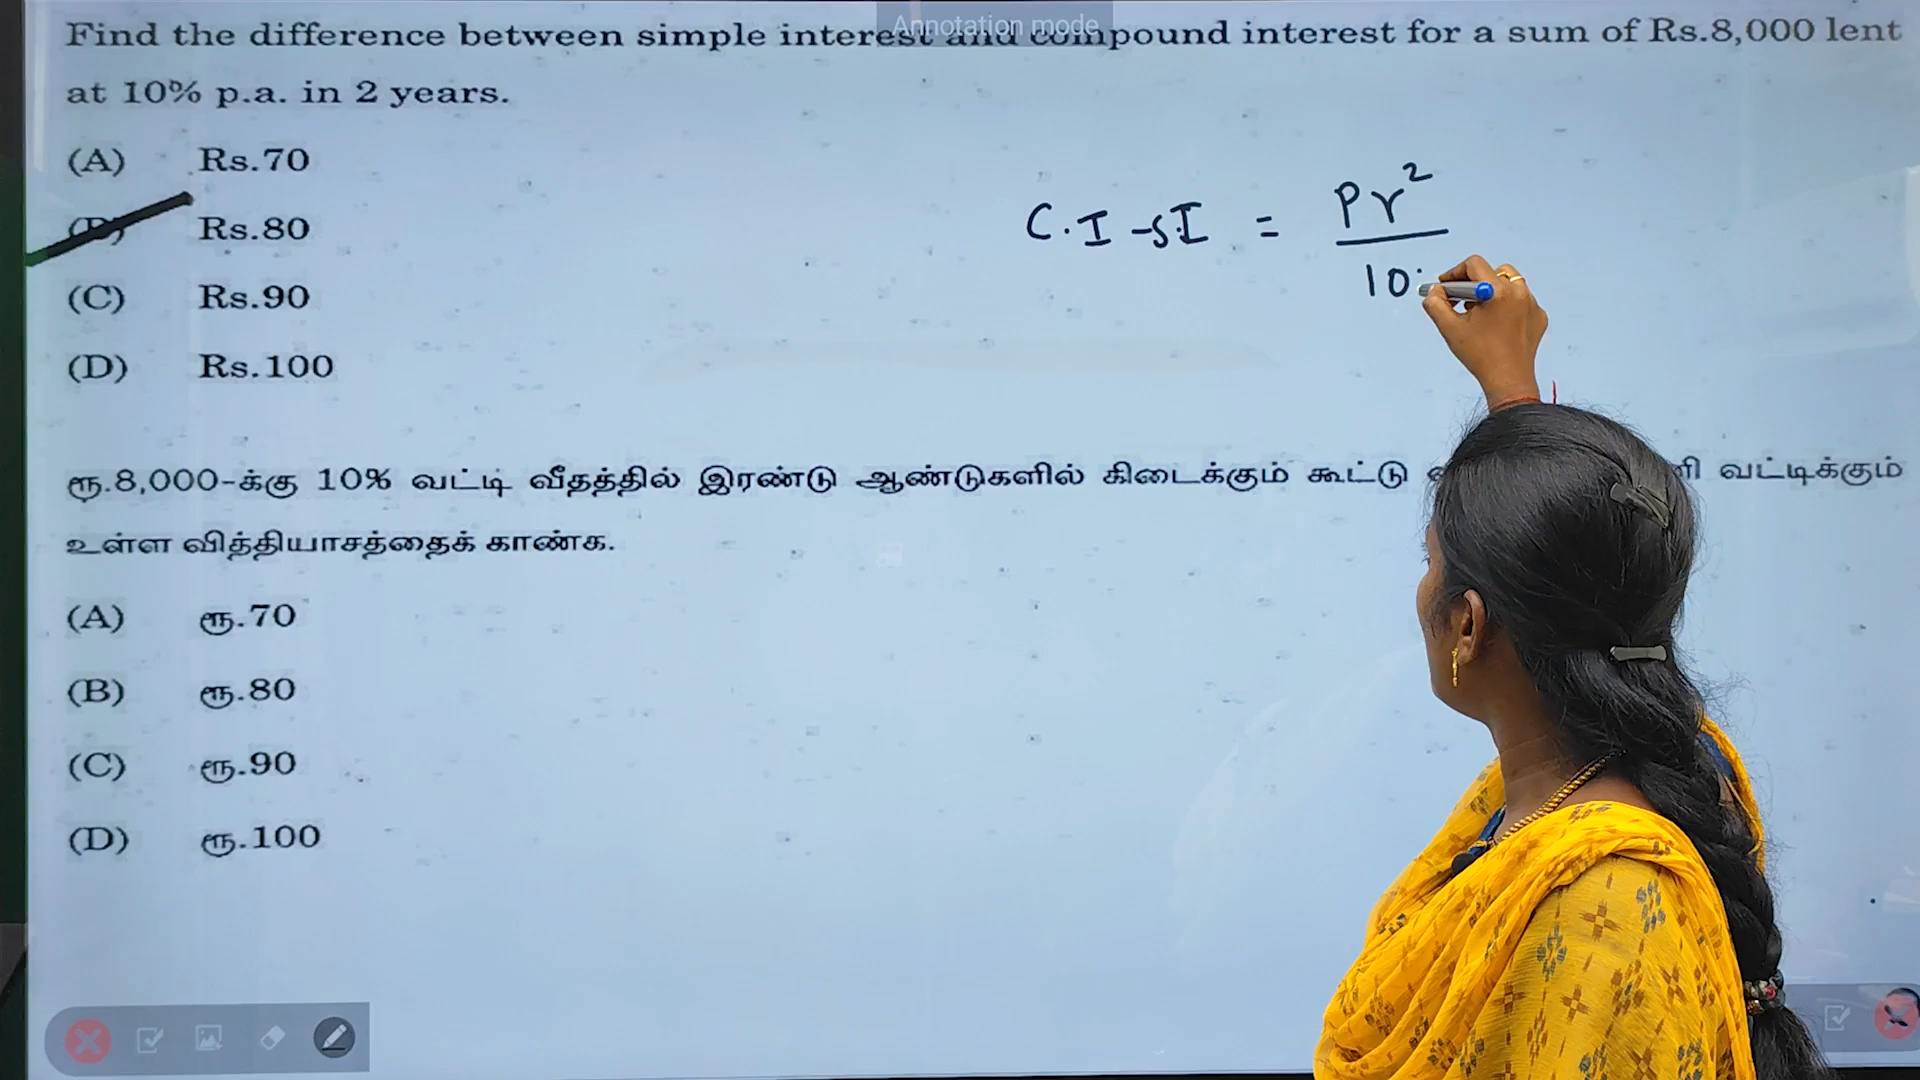 Annotation mode
Find the difference between simple interest and compound interest for a sum of Rs.8,000 lent
at 10% p.a. in 2 years.
(A) Rs.70
(B) Rs.80
(C) Rs.90
(D) Rs.100
C.I - S.I = Pr²
10
ரூ.8,000-க்கு 10% வட்டி வீதத்தில் இரண்டு ஆண்டுகளில் கிடைக்கும் கூட்டு வட்டிக்கும்
உள்ள வித்தியாசத்தைக் காண்க.
(A) ரூ.70
(B) ரூ.80
(C) ரூ.90
(D) ரூ.100